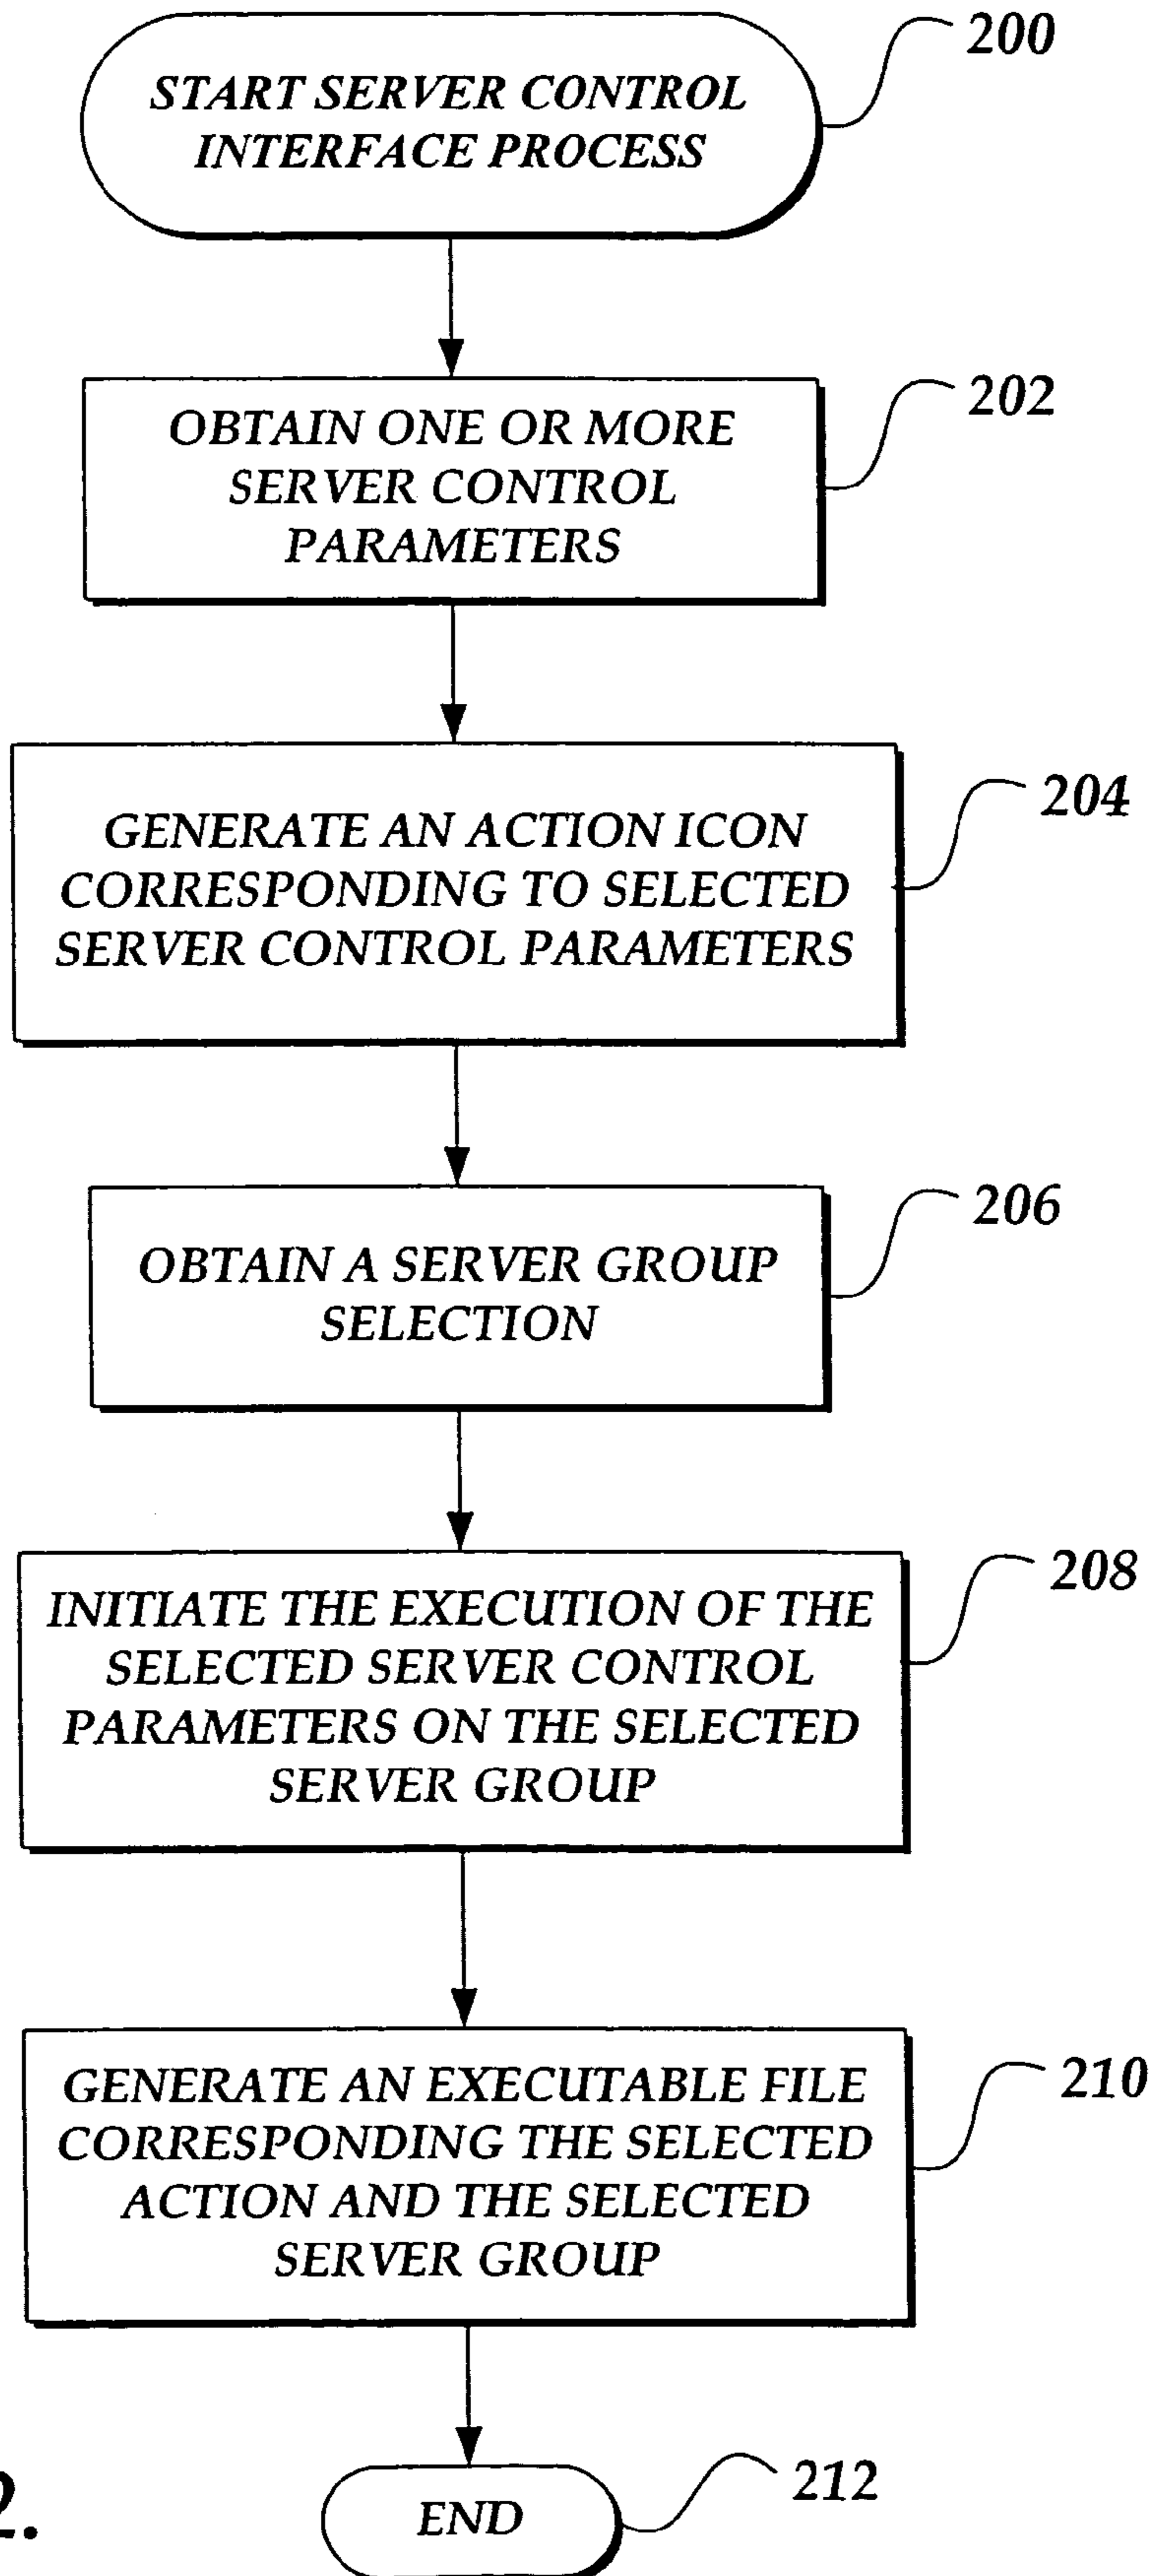 200
START SERVER CONTROL
INTERFACE PROCESS
202
OBTAIN ONE OR MORE
SERVER CONTROL
PARAMETERS
204
GENERATE AN ACTION ICON
CORRESPONDING TO SELECTED
SERVER CONTROL PARAMETERS
206
OBTAIN A SERVER GROUP
SELECTION
208
INITIATE THE EXECUTION OF THE
SELECTED SERVER CONTROL
PARAMETERS ON THE SELECTED
SERVER GROUP
210
GENERATE AN EXECUTABLE FILE
CORRESPONDING THE SELECTED
ACTION AND THE SELECTED
SERVER GROUP
212
END
2.